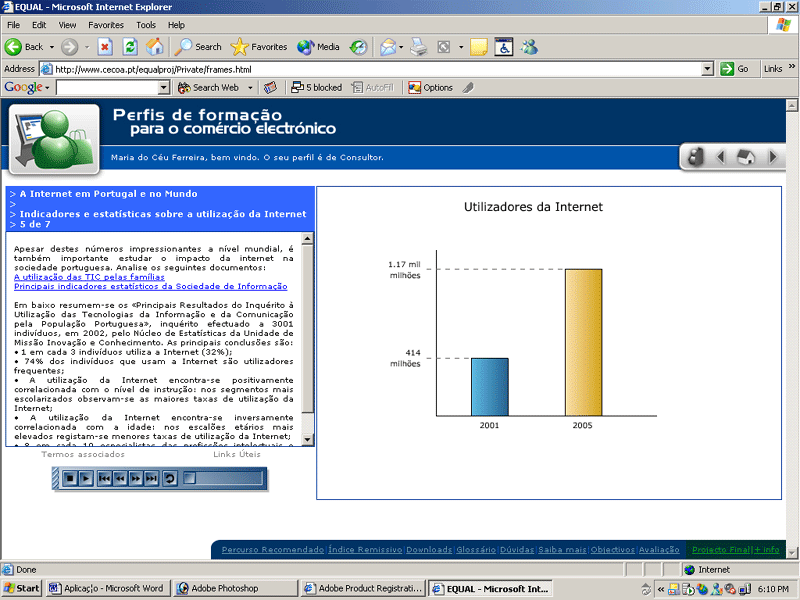 EQUAL - Microsoft Internet Explorer
File Edit View Favorites Tools Help
Back Search Favorites Media
Address http://www.cecoa.pt/equalproj/Private/frames.html Go Links »
Google Search Web 5 blocked AutoFill Options
Perfis de formação
para o comércio electrónico
Maria do Céu Ferreira, bem vindo. O seu perfil é de Consultor.
> A Internet em Portugal e no Mundo
>
> Indicadores e estatísticas sobre a utilização da Internet
> 5 de 7
Apesar destes números impressionantes a nível mundial, é
também importante estudar o impacto da internet na
sociedade portuguesa. Analise os seguintes documentos:
A utilização das TIC pelas famílias
Principais indicadores estatísticos da Sociedade de Informação
Em baixo resumem-se os «Principais Resultados do Inquérito à
Utilização das Tecnologias da Informação e da Comunicação
pela População Portuguesa», inquérito efectuado a 3001
indivíduos, em 2002, pelo Núcleo de Estatísticas da Unidade de
Missão Inovação e Conhecimento. As principais conclusões são:
• 1 em cada 3 indivíduos utiliza a Internet (32%);
• 74% dos indivíduos que usam a Internet são utilizadores
frequentes;
• A utilização da Internet encontra-se positivamente
correlacionada com o nível de instrução: nos segmentos mais
escolarizados observam-se as maiores taxas de utilização da
Internet;
• A utilização da Internet encontra-se inversamente
correlacionada com a idade: nos escalões etários mais
elevados registam-se menores taxas de utilização da Internet;
• 8 em cada 10 especialistas das profissões intelectuais e
Termos associados Links Úteis
Utilizadores da Internet
1.17 mil
milhões
414
milhões
2001 2005
Percurso Recomendado Índice Remissivo Downloads Glossário Dúvidas Saiba mais Objectivos Avaliação Projecto Final + Info
Done Internet
Start Aplicaç›o - Microsoft Word Adobe Photoshop Adobe Product Registrati... EQUAL - Microsoft Int... « 6:10 PM